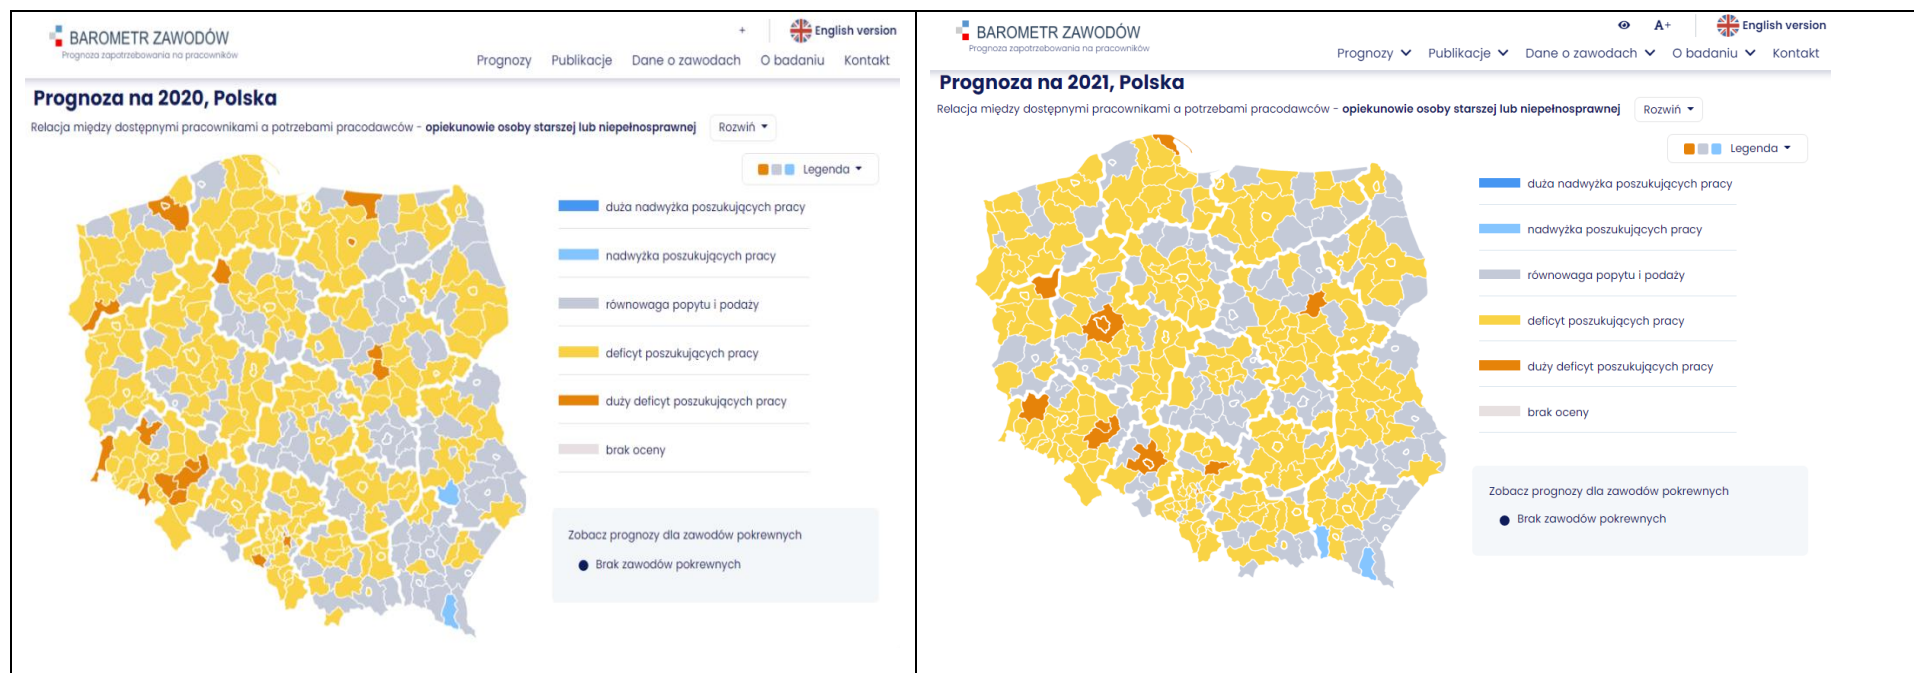 BAROMETR ZAWODÓW
Prognoza zapotrzebowania na pracowników
+
English version
Prognozy Publikacje Dane o zawodach O badaniu Kontakt
Prognoza na 2020, Polska
Relacja między dostępnymi pracownikami a potrzebami pracodawców - opiekunowie osoby starszej lub niepełnosprawnej Rozwiń
Legenda
duża nadwyżka poszukujących pracy
nadwyżka poszukujących pracy
równowaga popytu i podaży
deficyt poszukujących pracy
duży deficyt poszukujących pracy
brak oceny
Zobacz prognozy dla zawodów pokrewnych
Brak zawodów pokrewnych
BAROMETR ZAWODÓW
Prognoza zapotrzebowania na pracowników
A+
English version
Prognozy Publikacje Dane o zawodach O badaniu Kontakt
Prognoza na 2021, Polska
Relacja między dostępnymi pracownikami a potrzebami pracodawców - opiekunowie osoby starszej lub niepełnosprawnej Rozwiń
Legenda
duża nadwyżka poszukujących pracy
nadwyżka poszukujących pracy
równowaga popytu i podaży
deficyt poszukujących pracy
duży deficyt poszukujących pracy
brak oceny
Zobacz prognozy dla zawodów pokrewnych
Brak zawodów pokrewnych